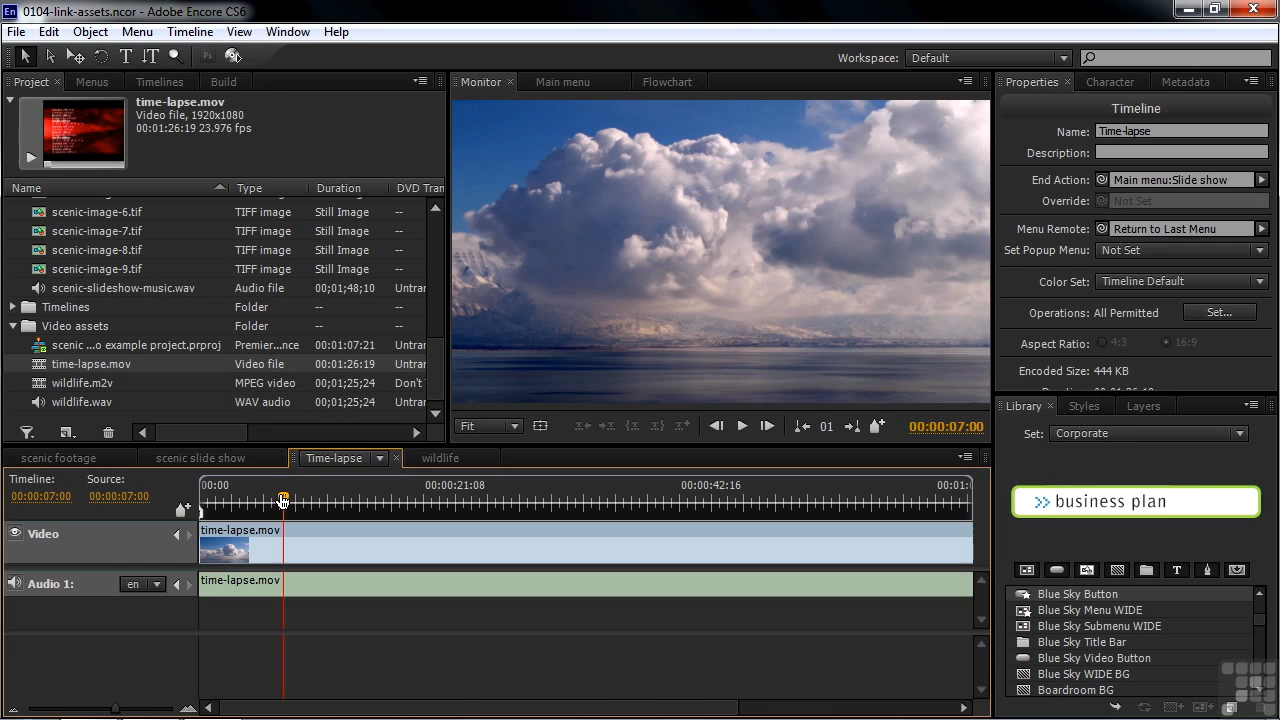 En 0104-link-assets.ncor - Adobe Encore CS6
File Edit Object Menu Timeline View Window Help
Workspace: Default
Project Menus Timelines Build
Monitor Main menu Flowchart
Properties Character Metadata
time-lapse.mov
Video file, 1920x1080
00:01:26:19 23.976 fps
Name Type Duration DVD Tran
scenic-image-6.tif TIFF image Still Image --
scenic-image-7.tif TIFF image Still Image --
scenic-image-8.tif TIFF image Still Image --
scenic-image-9.tif TIFF image Still Image --
scenic-slideshow-music.wav Audio file 00;01;48;10 Untran
Timelines Folder -- --
Video assets Folder -- --
scenic ...o example project.prproj Premier...nce 00:01:07:21 Untran
time-lapse.mov Video file 00:01:26:19 Untran
wildlife.m2v MPEG video 00;01;25;24 Don't
wildlife.wav WAV audio 00;01;25;24 Untran
Fit 01 00:00:07:00
Timeline
Name: Time-lapse
Description:
End Action: Main menu:Slide show
Override: Not Set
Menu Remote: Return to Last Menu
Set Popup Menu: Not Set
Color Set: Timeline Default
Operations: All Permitted Set...
Aspect Ratio: 4:3 16:9
Encoded Size: 444 KB
Library Styles Layers
Set: Corporate
>> business plan
T
Blue Sky Button
Blue Sky Menu WIDE
Blue Sky Submenu WIDE
Blue Sky Title Bar
Blue Sky Video Button
Blue Sky WIDE BG
Boardroom BG
scenic footage scenic slide show Time-lapse wildlife
Timeline: Source:
00:00:07:00 00:00:07:00
00:00 00:00:21:08 00:00:42:16 00:01:
Video time-lapse.mov
Audio 1: en time-lapse.mov